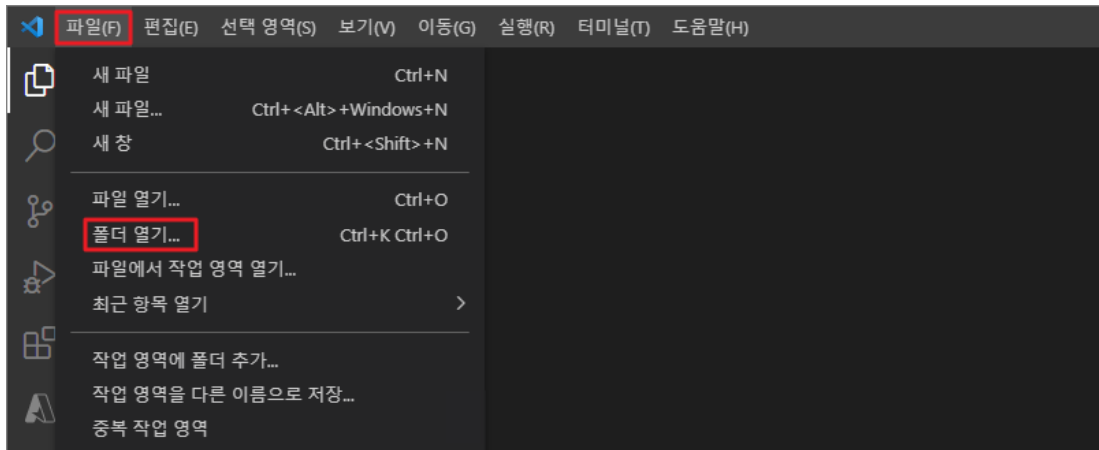 파일(F) 편집(E) 선택 영역(S) 보기(V) 이동(G) 실행(R) 터미널(T) 도움말(H)
새 파일 Ctrl+N
새 파일... Ctrl+<Alt>+Windows+N
새 창 Ctrl+<Shift>+N
파일 열기... Ctrl+O
폴더 열기... Ctrl+K Ctrl+O
파일에서 작업 영역 열기...
최근 항목 열기
작업 영역에 폴더 추가...
작업 영역을 다른 이름으로 저장...
중복 작업 영역